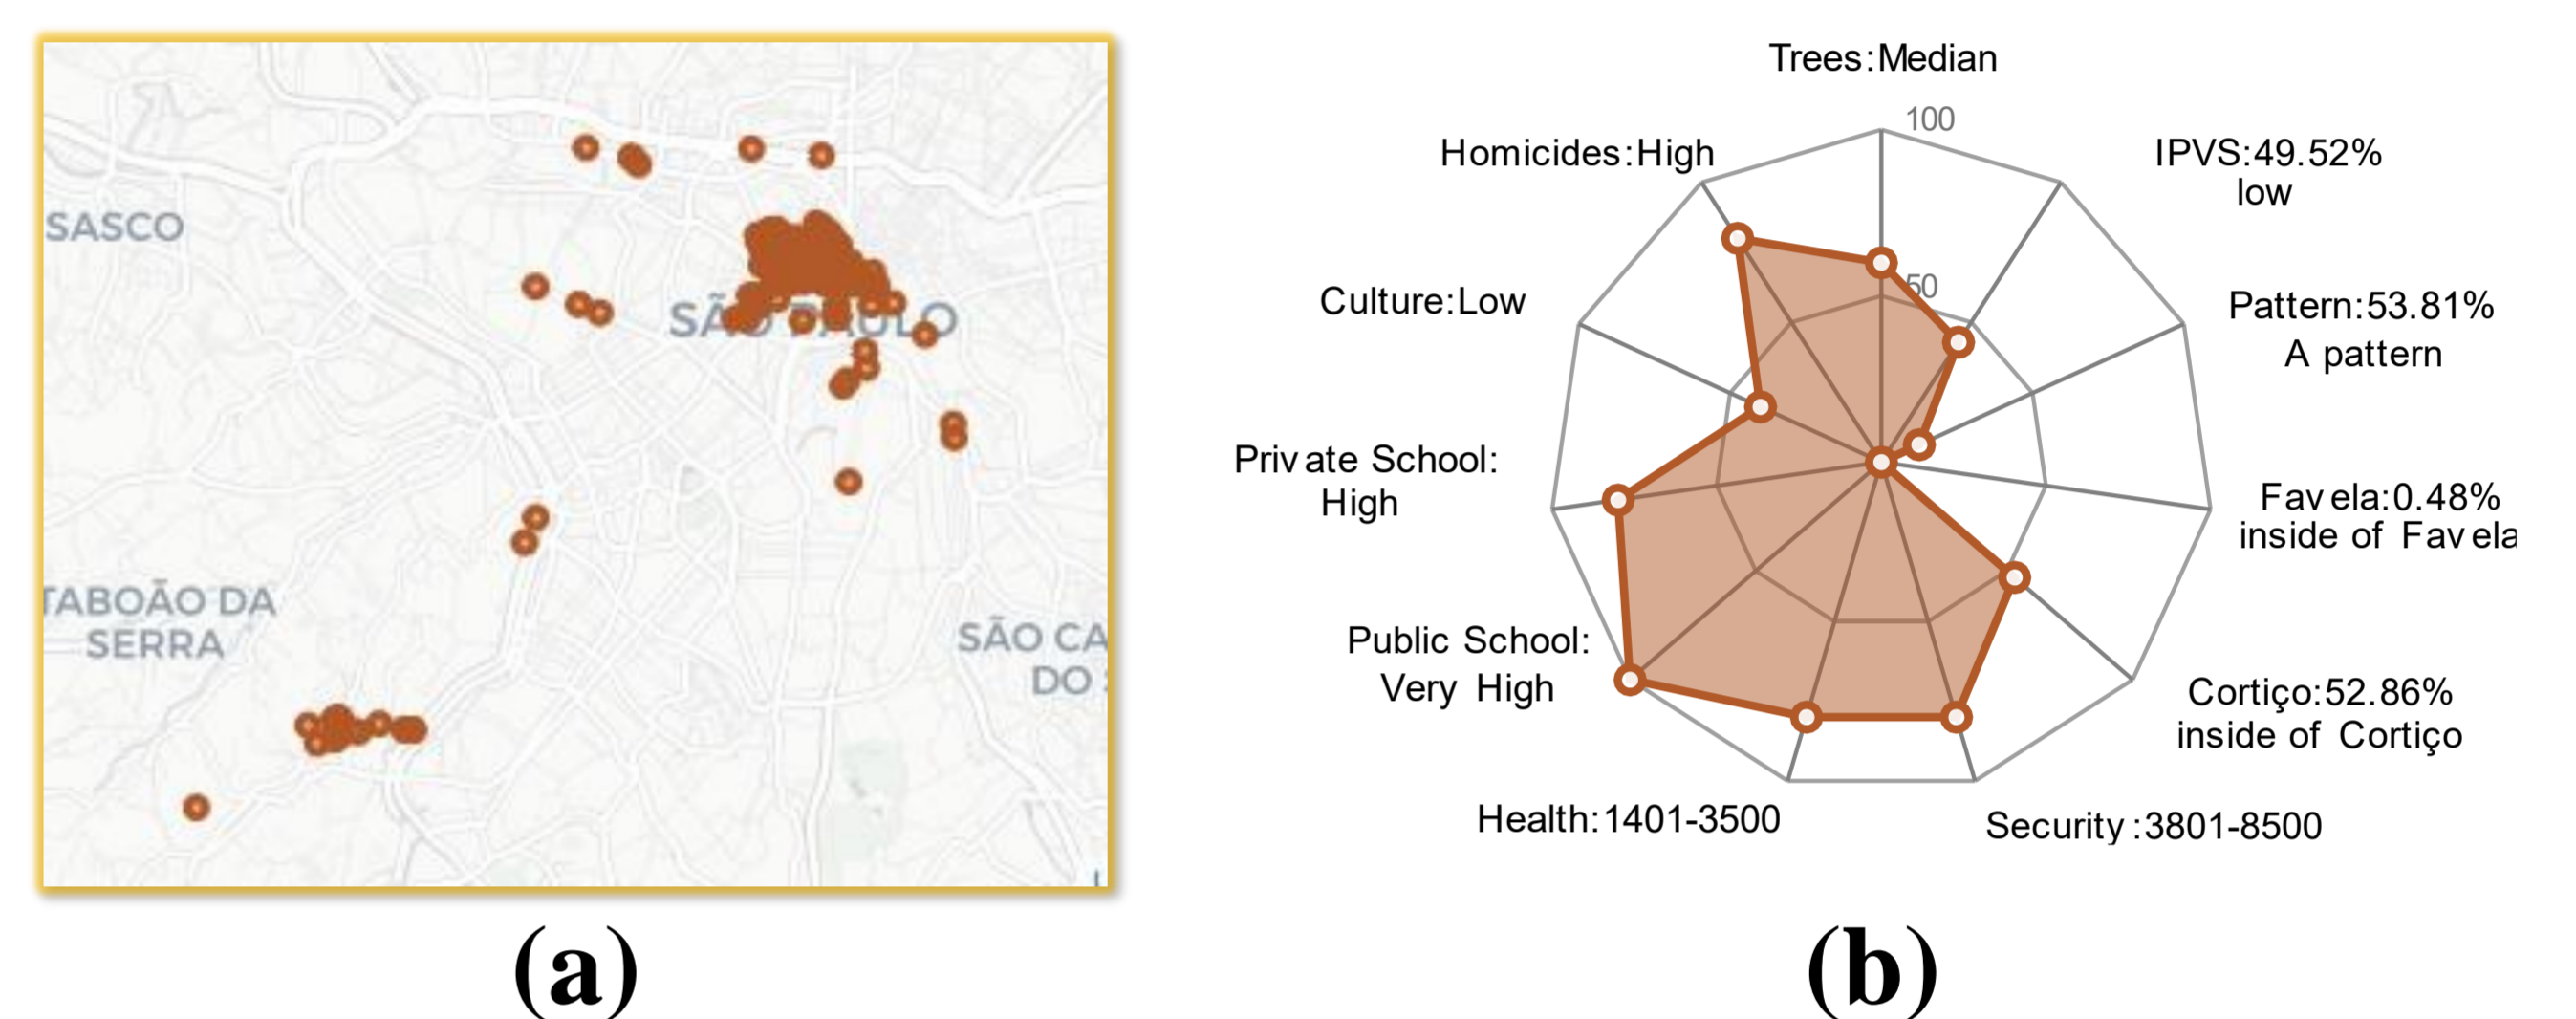 SASCO
SÃO PAULO
TABOÃO DA
SERRA
SÃO CA
DO
(a)
Trees:Median
100
Homicides:High
IPVS:49.52%
low
50
Culture:Low
Pattern:53.81%
A pattern
Private School:
High
Favela:0.48%
inside of Favela
Public School:
Very High
Cortiço:52.86%
inside of Cortiço
Health:1401-3500
Security:3801-8500
(b)